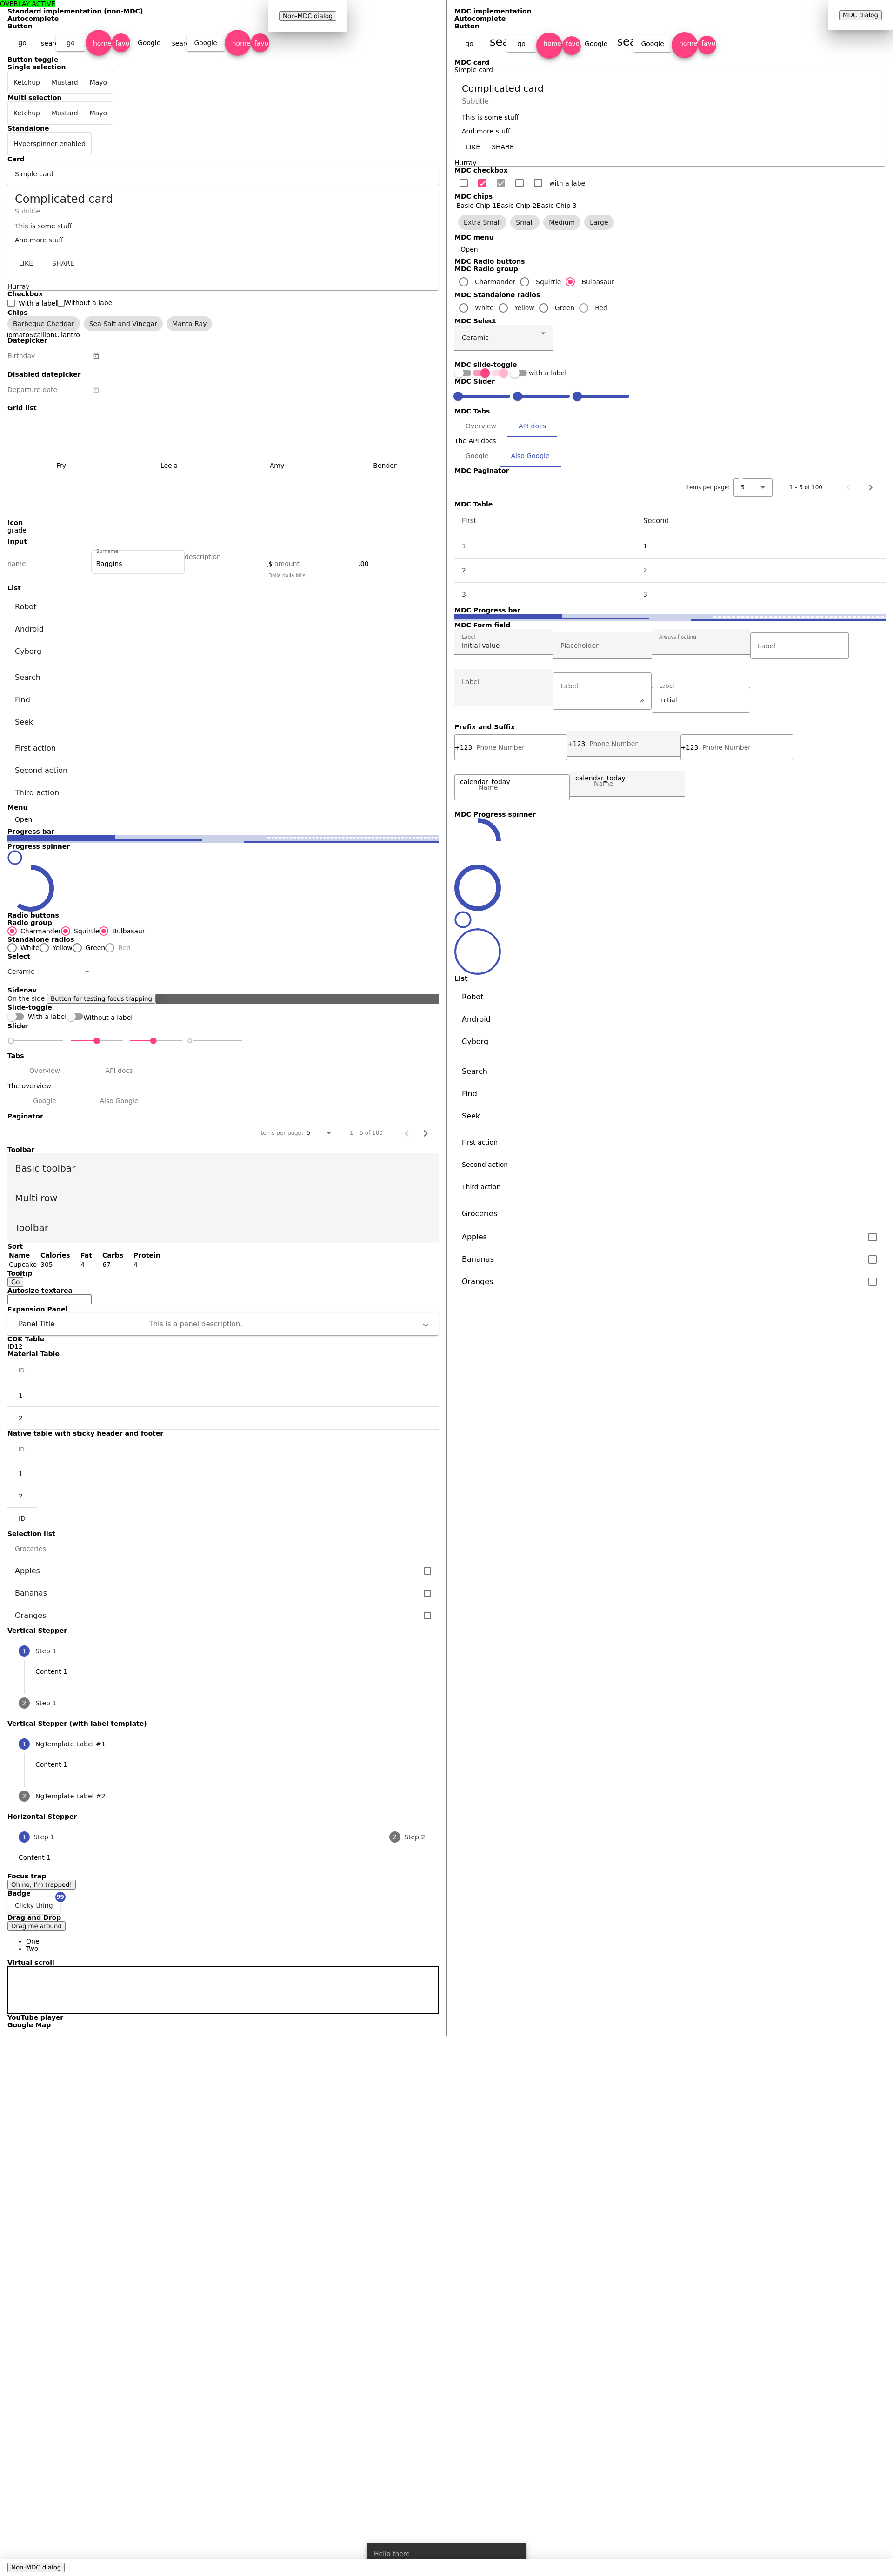 OVERLAY ACTIVE
Standard implementation (non-MDC)
Non-MDC dialog
Autocomplete
Button
go
go
home
favo
Google
Google
home
favo
Button toggle
Single selection
Ketchup Mustard Mayo
Multi selection
Ketchup Mustard Mayo
Standalone
Hyperspinner enabled
Card
Simple card
Complicated card
Subtitle
This is some stuff
And more stuff
LIKE SHARE
Hurray
Checkbox
With a label Without a label
Chips
Barbeque Cheddar Sea Salt and Vinegar Manta Ray
TomatoScallionCilantro
Datepicker
Birthday
Disabled datepicker
Departure date
Grid list
Fry Leela Amy Bender
Icon
grade
Input
Surname
description
name Baggins $ amount .00
Dolla dolla bills
List
Robot
Android
Cyborg
Search
Find
Seek
First action
Second action
Third action
Menu
Open
Progress bar
Progress spinner
Radio buttons
Radio group
Charmander Squirtle Bulbasaur
Standalone radios
White Yellow Green Red
Select
Ceramic
Sidenav
On the side Button for testing focus trapping
Slide-toggle
With a label Without a label
Slider
Tabs
Overview API docs
The overview
Google Also Google
Paginator
Items per page: 5 1 – 5 of 100
Toolbar
Basic toolbar
Multi row
Toolbar
Sort
Name Calories Fat Carbs Protein
Cupcake 305 4 67 4
Tooltip
Go
Autosize textarea
Expansion Panel
Panel Title This is a panel description.
CDK Table
ID12
Material Table
ID
1
2
Native table with sticky header and footer
ID
1
2
ID
Selection list
Groceries
Apples
Bananas
Oranges
Vertical Stepper
1 Step 1
Content 1
2 Step 1
Vertical Stepper (with label template)
1 NgTemplate Label #1
Content 1
2 NgTemplate Label #2
Horizontal Stepper
1 Step 1 2 Step 2
Content 1
Focus trap
Oh no, I'm trapped!
Badge
99
Clicky thing
Drag and Drop
Drag me around
One
Two
Virtual scroll
YouTube player
Google Map
MDC implementation
MDC dialog
Autocomplete
Button
go
go
home
favo
Google
Google
home
favo
MDC card
Simple card
Complicated card
Subtitle
This is some stuff
And more stuff
LIKE SHARE
Hurray
MDC checkbox
with a label
MDC chips
Basic Chip 1Basic Chip 2Basic Chip 3
Extra Small Small Medium Large
MDC menu
Open
MDC Radio buttons
MDC Radio group
Charmander Squirtle Bulbasaur
MDC Standalone radios
White Yellow Green Red
MDC Select
Ceramic
MDC slide-toggle
with a label
MDC Slider
MDC Tabs
Overview API docs
The API docs
Google Also Google
MDC Paginator
Items per page: 5 1 – 5 of 100
MDC Table
First Second
1 1
2 2
3 3
MDC Progress bar
MDC Form field
Label Always floating
Initial value Placeholder Label
Label Label Label
Initial
Prefix and Suffix
+123 Phone Number +123 Phone Number +123 Phone Number
calendar_today calendar_today
Name Name
MDC Progress spinner
List
Robot
Android
Cyborg
Search
Find
Seek
First action
Second action
Third action
Groceries
Apples
Bananas
Oranges
Hello there
Non-MDC dialog